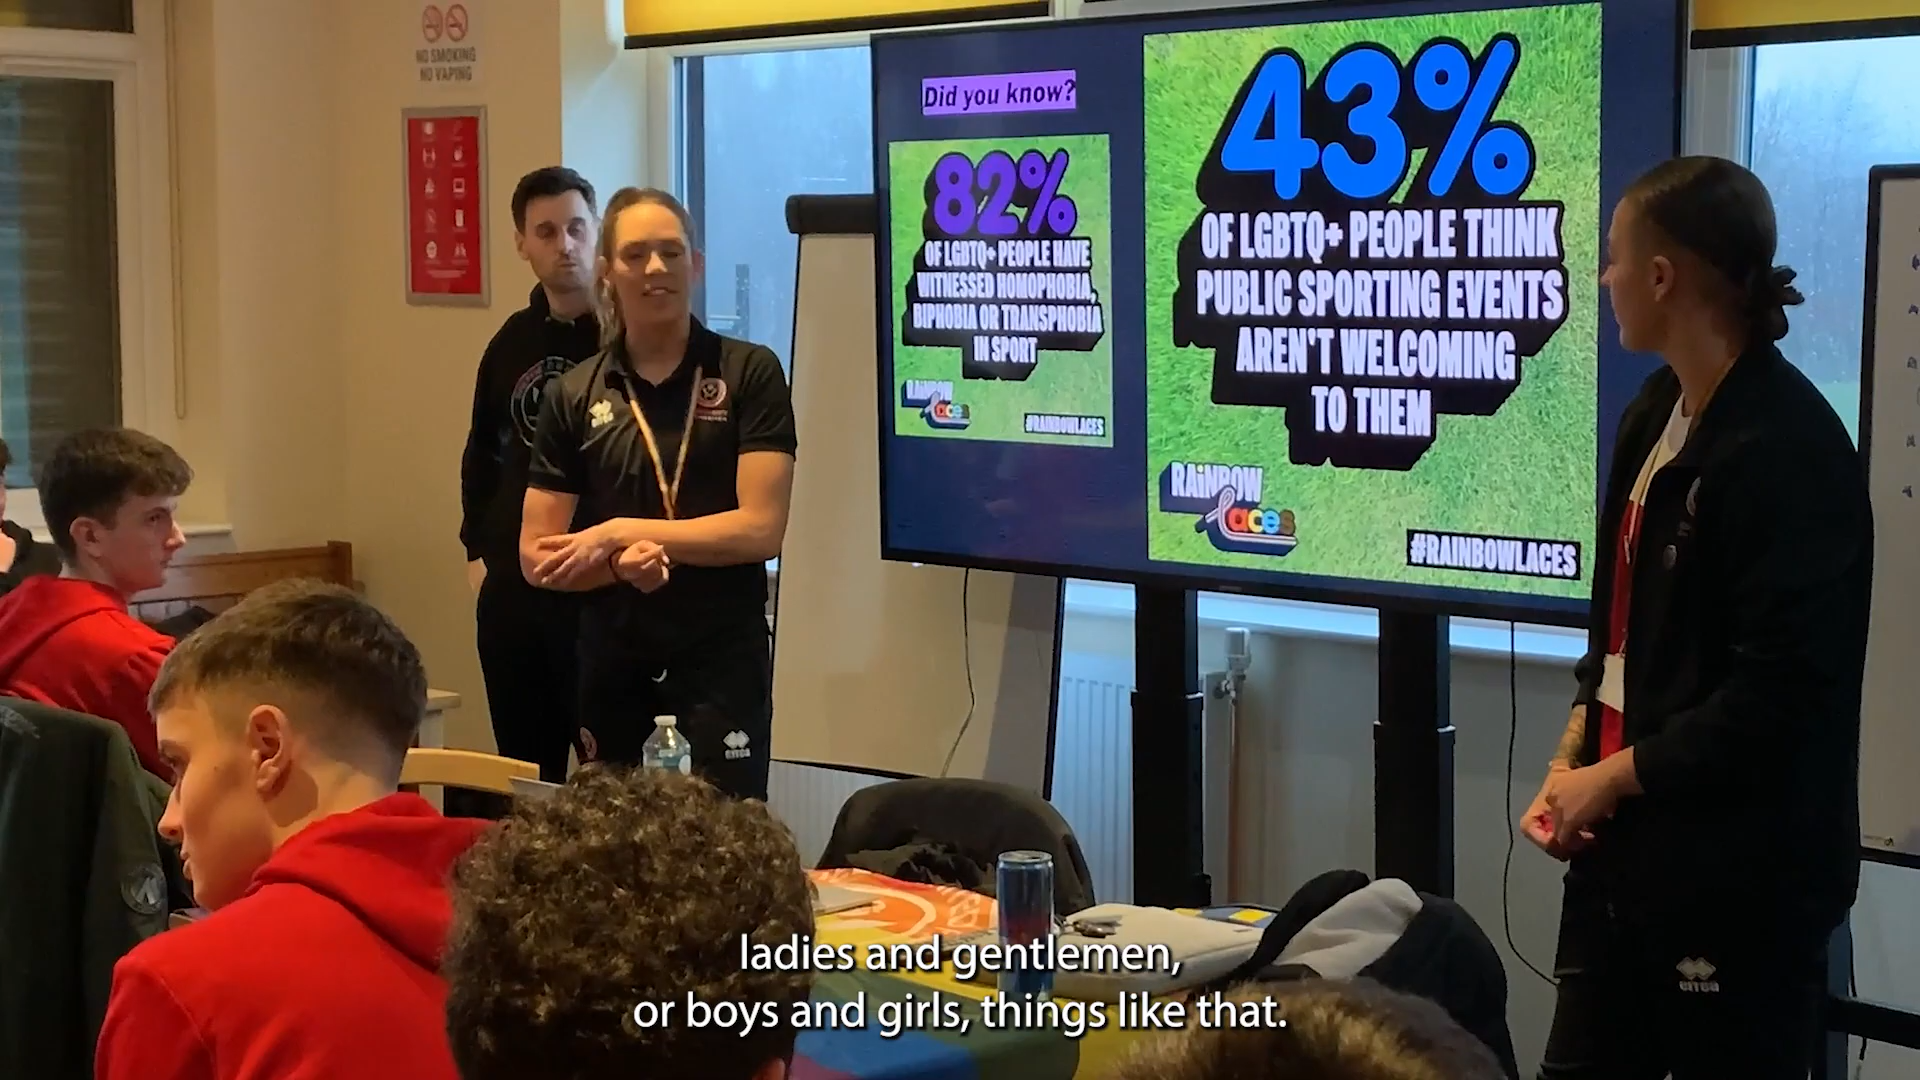 NO SMOKING
NO VAPING
Did you know?
82%
OF LGBTQ+ PEOPLE HAVE
WITNESSED HOMOPHOBIA,
BIPHOBIA OR TRANSPHOBIA
IN SPORT
RAINBOW
laces
#RAINBOWLACES
43%
OF LGBTQ+ PEOPLE THINK
PUBLIC SPORTING EVENTS
AREN'T WELCOMING
TO THEM
RAiNBOW
laces
#RAINBOWLACES
errea
errea
errea
ladies and gentlemen,
or boys and girls, things like that.